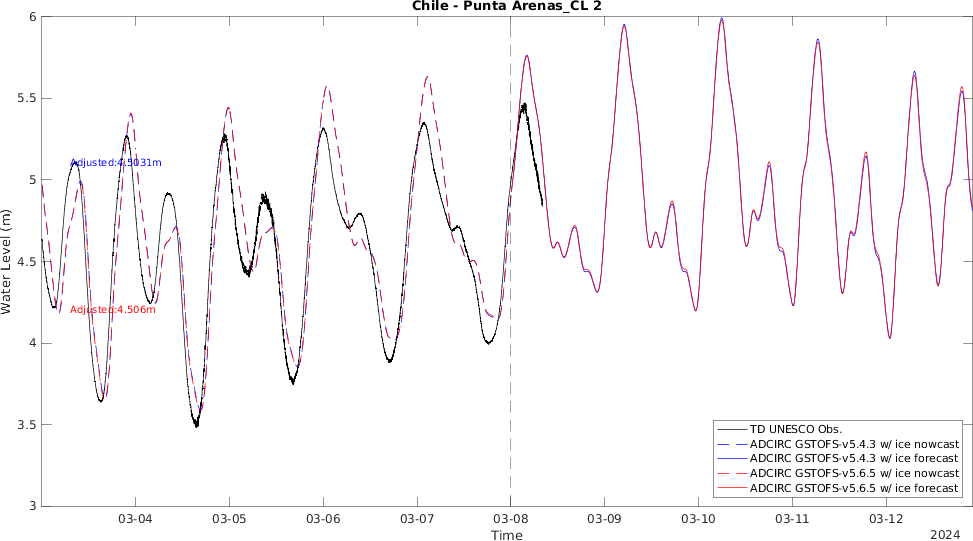 Chile - Punta Arenas_CL 2
6
5.5
5
4.5
4
3.5
3
Water Level (m)
Adjusted:4.5031m
Adjusted:4.506m
TD UNESCO Obs.
ADCIRC GSTOFS-v5.4.3 w/ ice nowcast
ADCIRC GSTOFS-v5.4.3 w/ ice forecast
ADCIRC GSTOFS-v5.6.5 w/ ice nowcast
ADCIRC GSTOFS-v5.6.5 w/ ice forecast
03-04 03-05 03-06 03-07 03-08 03-09 03-10 03-11 03-12
Time
2024